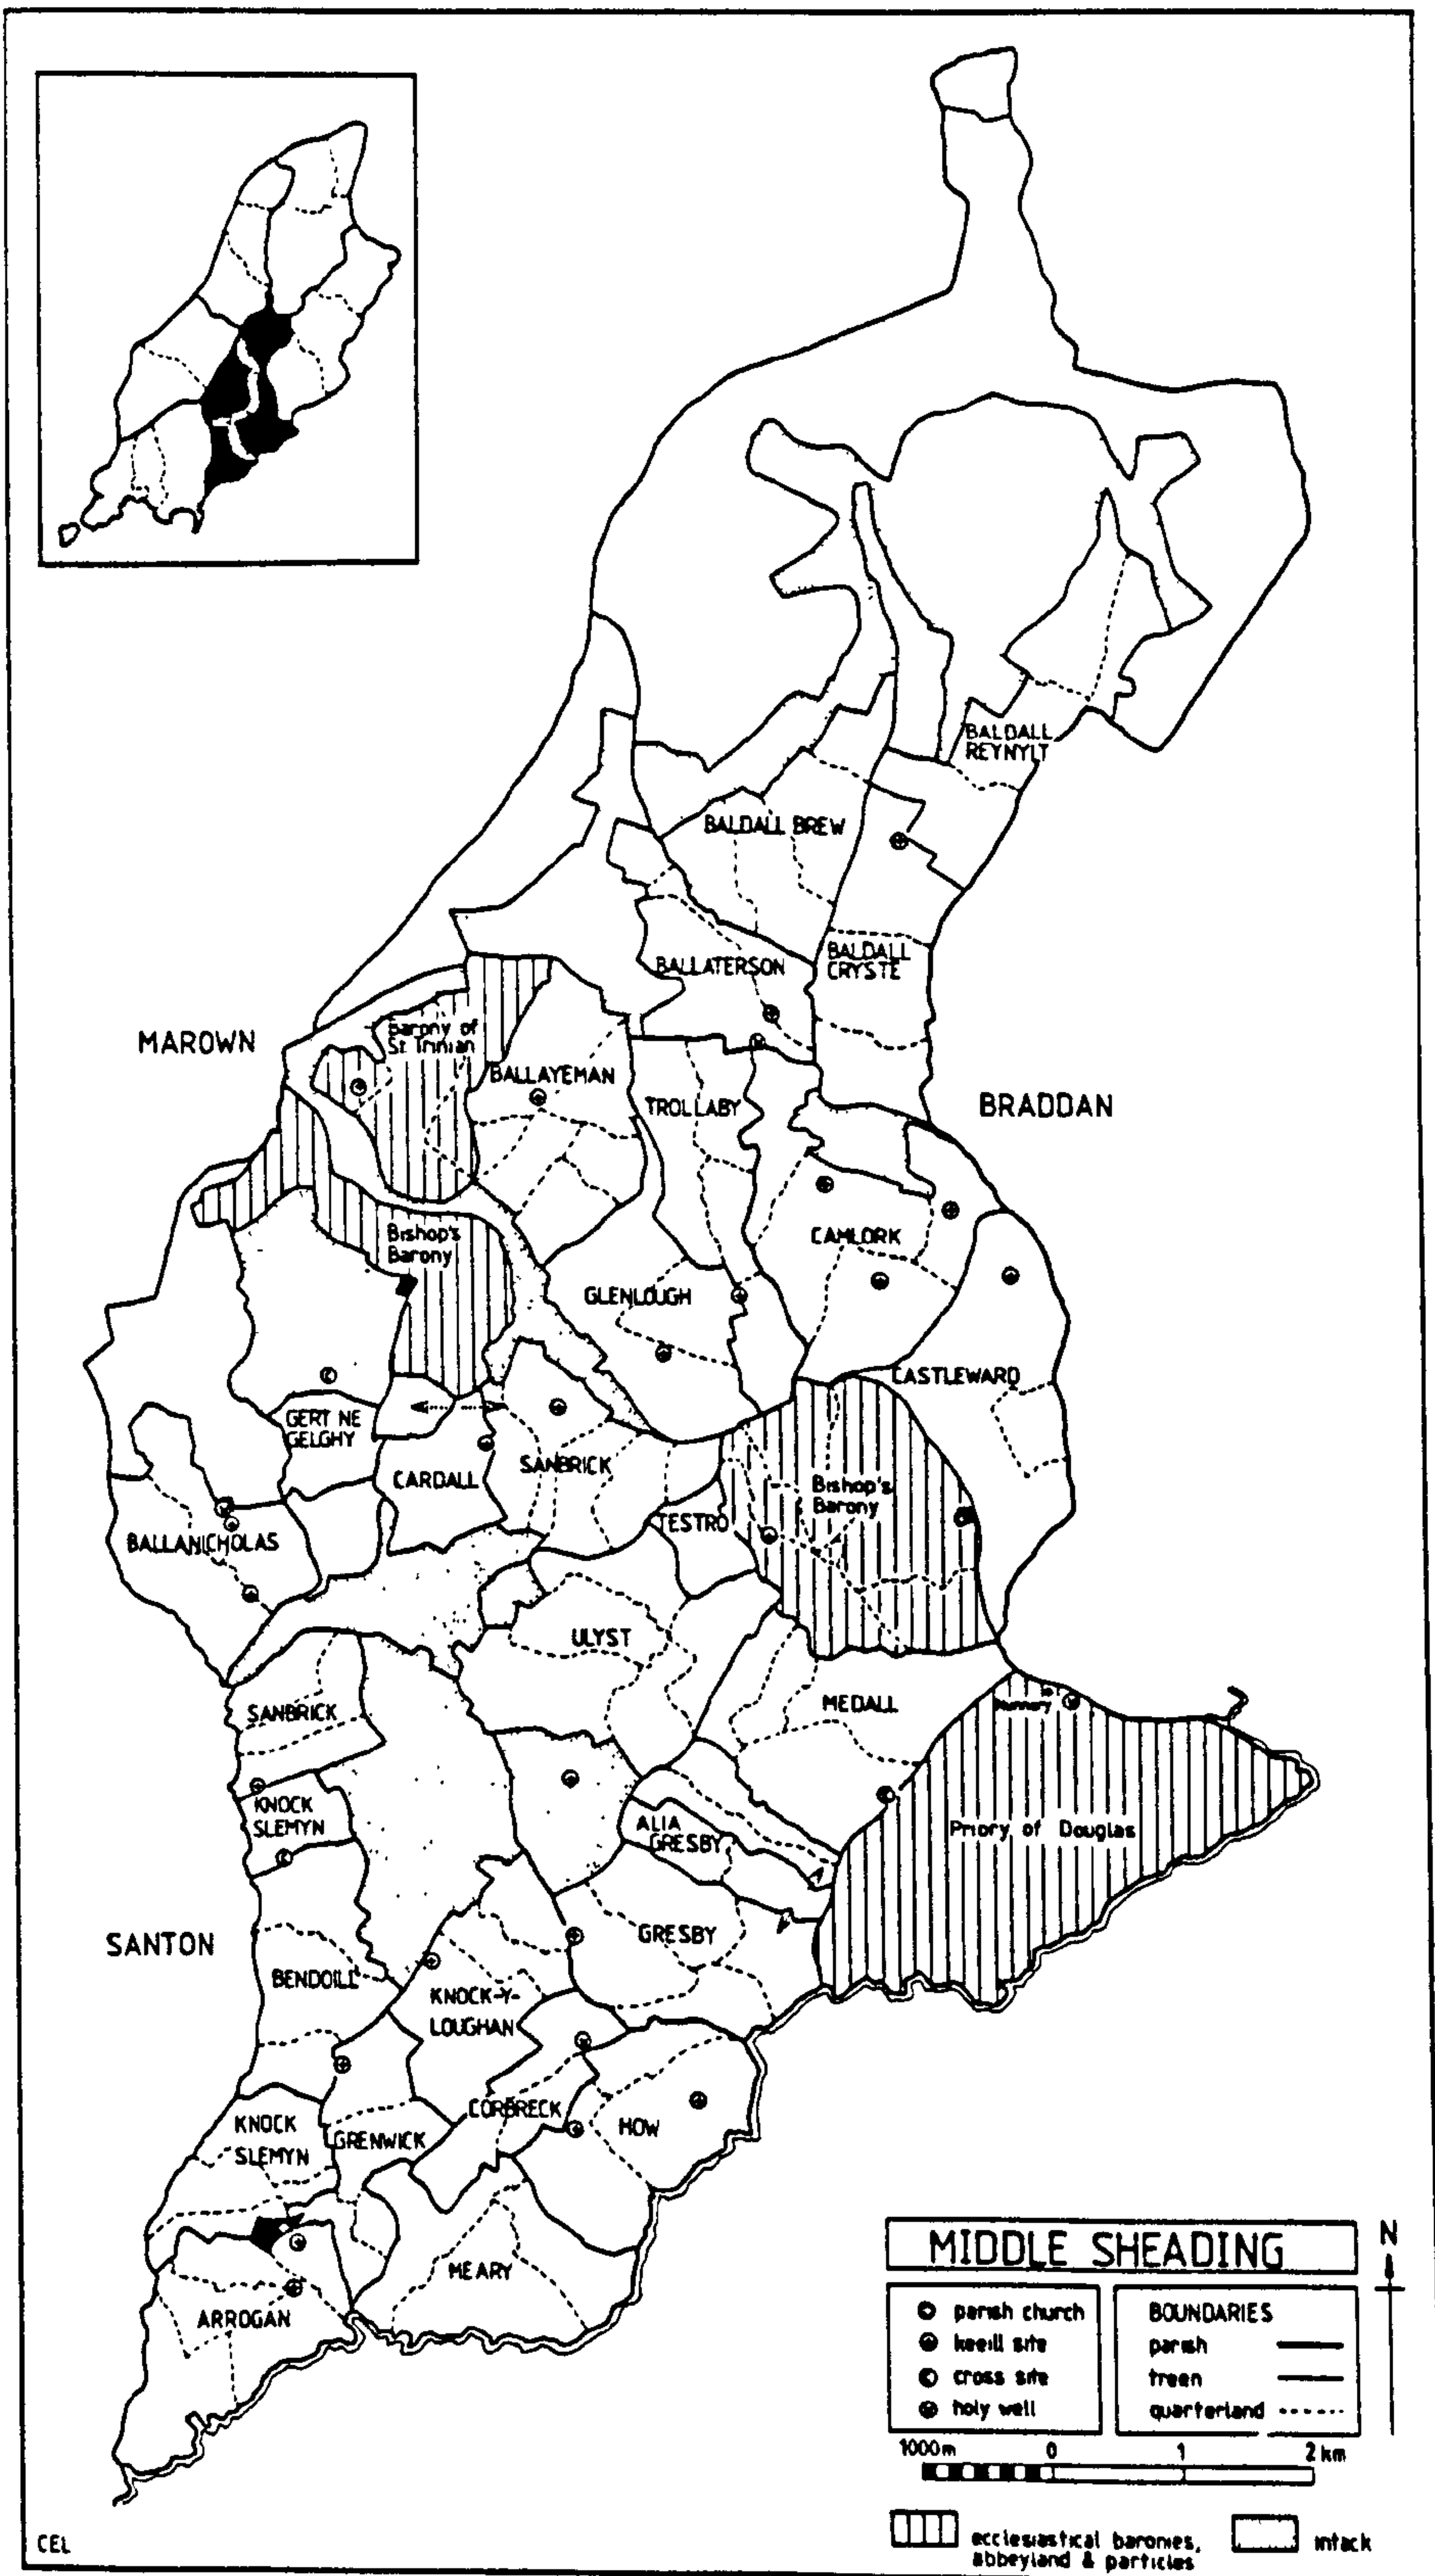 BALDALL
REYNYLT
BALDALL BREW
BALDALL
CRYSTE
BALLATERSON
MAROWN
Barony of
St. Trinian
BALLAYEMAN
TROLLABY
BRADDAN
Bishop's
Barony
CAMLORK
GLENLOUGH
CASTLEWARD
GERT NE
GELGHY
CARDALL
SANBRICK
Bishop's
Barony
TESTRO
BALLANICHOLAS
ULYST
SANBRICK
MEDALL
Nunnery
KNOCK
SLEMYN
ALIA
GRESBY
Priory of Douglas
SANTON
GRESBY
BENDOILL
KNOCK-Y-
LOUGHAN
CORBRECK
HOW
KNOCK
SLEMYN
GRENWICK
MEARY
ARROGAN
MIDDLE SHEADING
N
parish church
keeill site
cross site
holy well
BOUNDARIES
parish
treen
quarterland
1000m 0 1 2 km
ecclesiastical baronies,
abbeyland & particles
intack
CEL